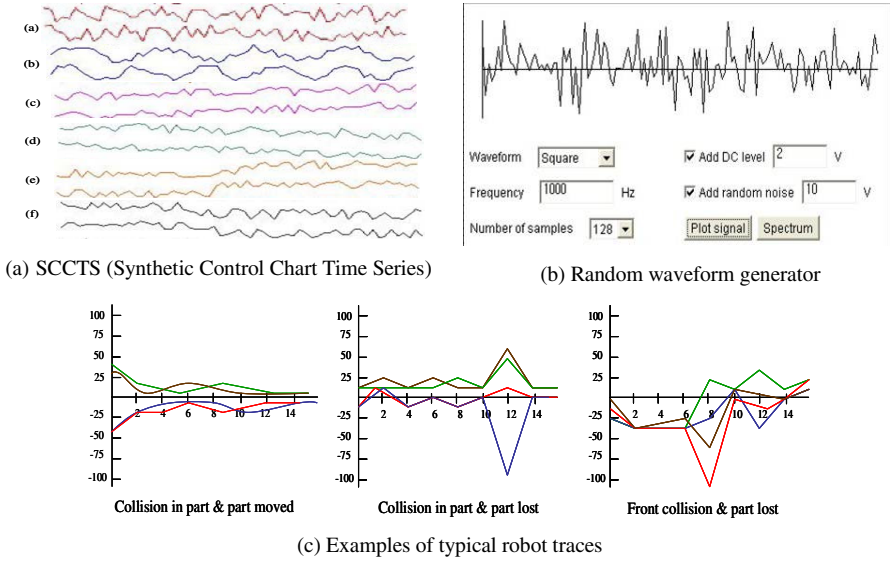 (a)
(b)
(c)
(d)
(e)
(f)
(a) SCCTS (Synthetic Control Chart Time Series)
Waveform Square Add DC level 2 V
Frequency 1000 Hz Add random noise 10 V
Number of samples 128 Plot signal Spectrum
(b) Random waveform generator
100
75
50
25
2 4 6 8 10 12 14
-25
-50
-75
-100
Collision in part & part moved
100
75
50
25
2 4 6 8 10 12 14
-25
-50
-75
-100
Collision in part & part lost
100
75
50
25
2 4 6 8 10 12 14
-25
-50
-75
-100
Front collision & part lost
(c) Examples of typical robot traces